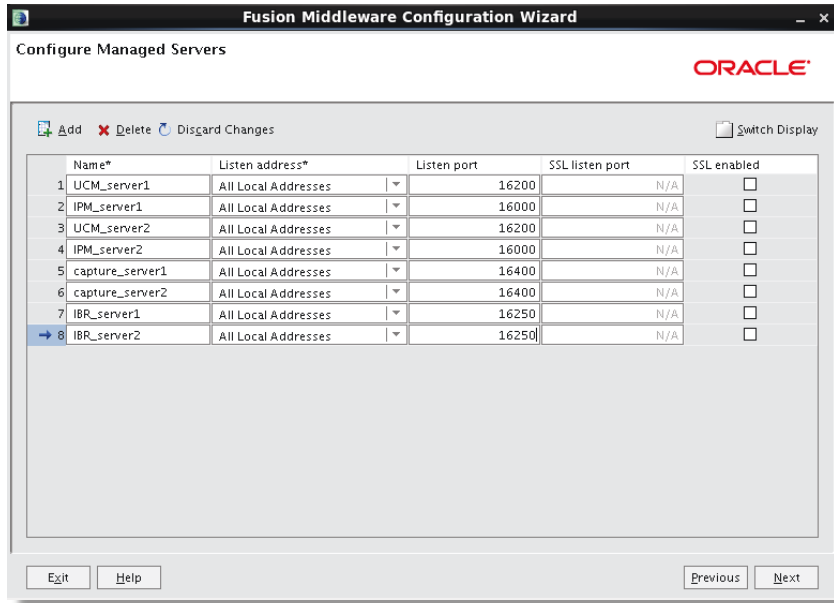 Fusion Middleware Configuration Wizard
Configure Managed Servers
ORACLE
Add Delete Discard Changes Switch Display
Name* Listen address* Listen port SSL listen port SSL enabled
1 UCM_server1 All Local Addresses 16200 N/A
2 IPM_server1 All Local Addresses 16000 N/A
3 UCM_server2 All Local Addresses 16200 N/A
4 IPM_server2 All Local Addresses 16000 N/A
5 capture_server1 All Local Addresses 16400 N/A
6 capture_server2 All Local Addresses 16400 N/A
7 IBR_server1 All Local Addresses 16250 N/A
8 IBR_server2 All Local Addresses 16250 N/A
Exit Help Previous Next